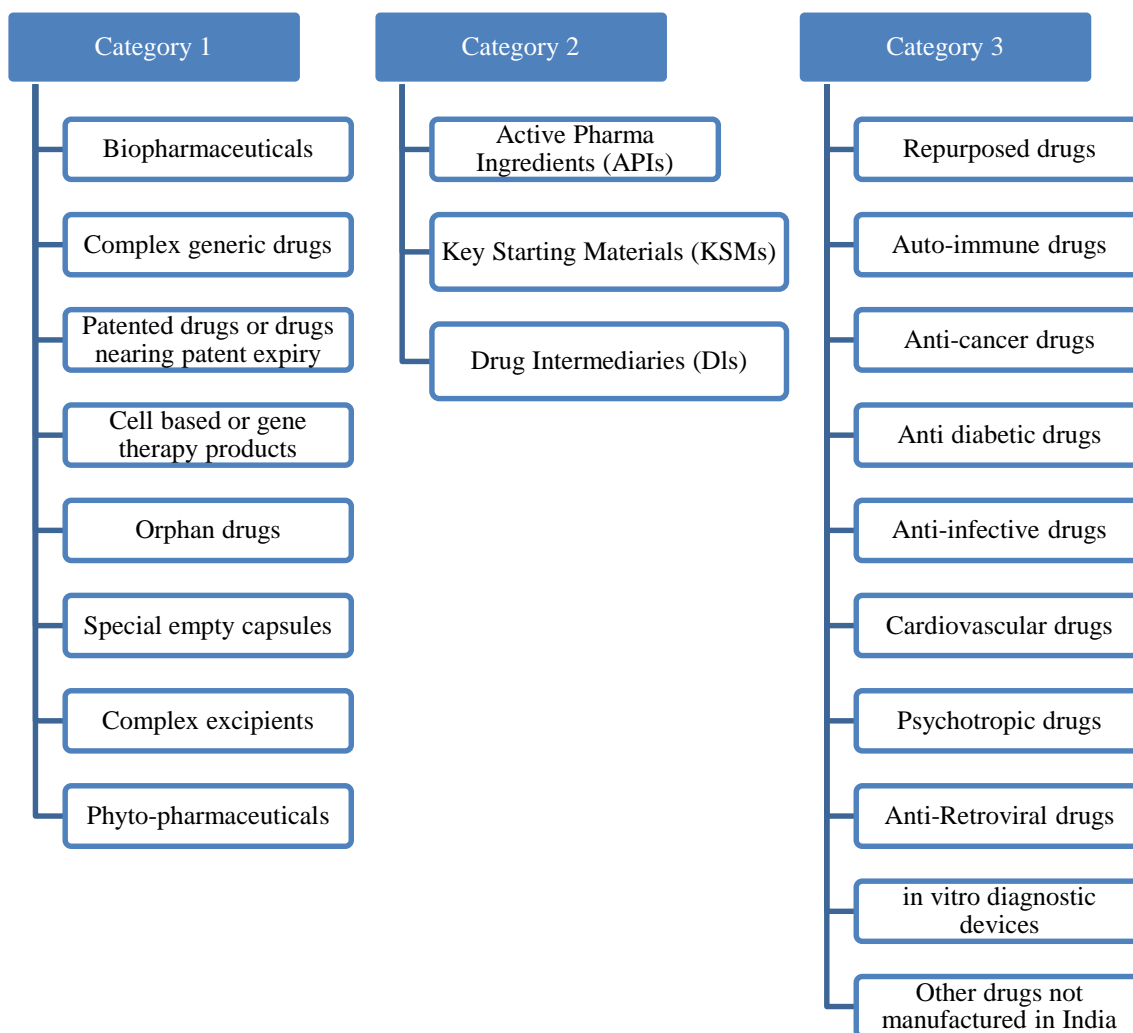 Category 1
Biopharmaceuticals
Complex generic drugs
Patented drugs or drugs
nearing patent expiry
Cell based or gene
therapy products
Orphan drugs
Special empty capsules
Complex excipients
Phyto-pharmaceuticals
Category 2
Active Pharma
Ingredients (APIs)
Key Starting Materials (KSMs)
Drug Intermediaries (Dls)
Category 3
Repurposed drugs
Auto-immune drugs
Anti-cancer drugs
Anti diabetic drugs
Anti-infective drugs
Cardiovascular drugs
Psychotropic drugs
Anti-Retroviral drugs
in vitro diagnostic
devices
Other drugs not
manufactured in India